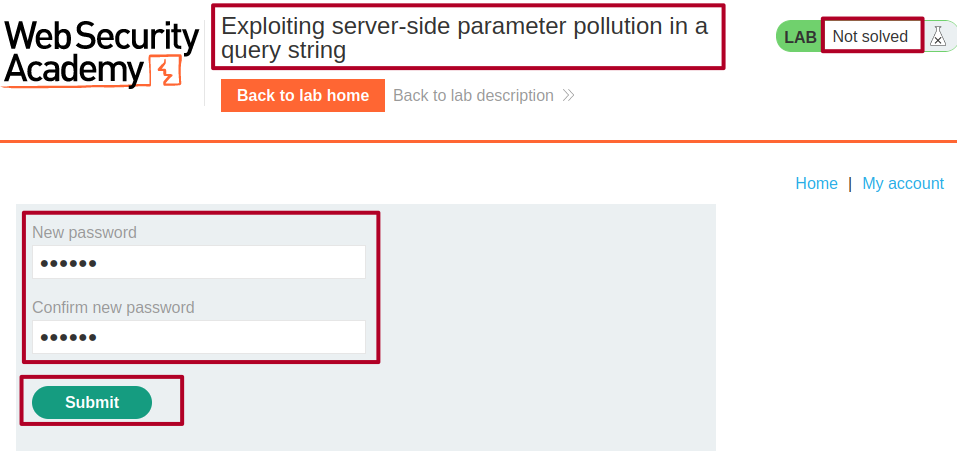 Web Security
Academy
Exploiting server-side parameter pollution in a
query string
LAB Not solved
Back to lab home Back to lab description
Home | My account
New password
••••••
Confirm new password
••••••
Submit